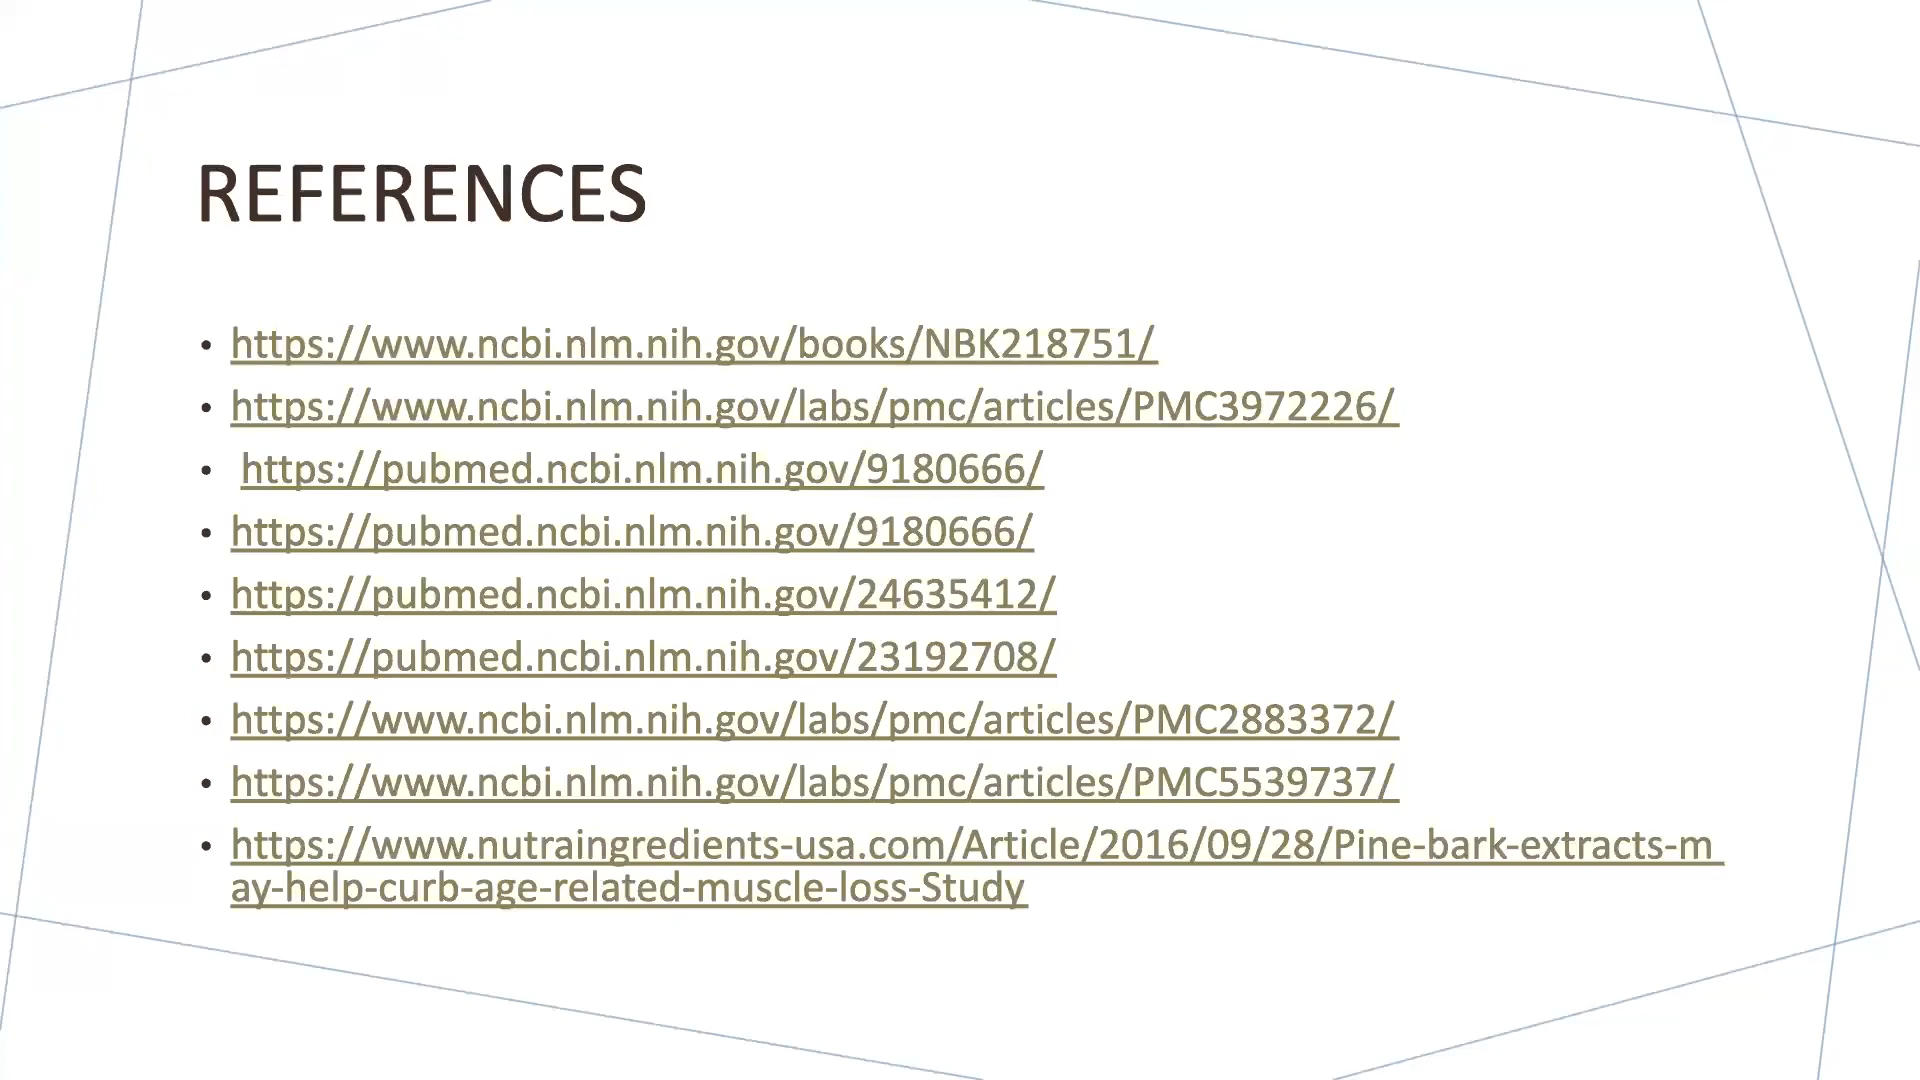 REFERENCES
• https://www.ncbi.nlm.nih.gov/books/NBK218751/
• https://www.ncbi.nlm.nih.gov/labs/pmc/articles/PMC3972226/
• https://pubmed.ncbi.nlm.nih.gov/9180666/
• https://pubmed.ncbi.nlm.nih.gov/9180666/
• https://pubmed.ncbi.nlm.nih.gov/24635412/
• https://pubmed.ncbi.nlm.nih.gov/23192708/
• https://www.ncbi.nlm.nih.gov/labs/pmc/articles/PMC2883372/
• https://www.ncbi.nlm.nih.gov/labs/pmc/articles/PMC5539737/
• https://www.nutraingredients-usa.com/Article/2016/09/28/Pine-bark-extracts-m
ay-help-curb-age-related-muscle-loss-Study